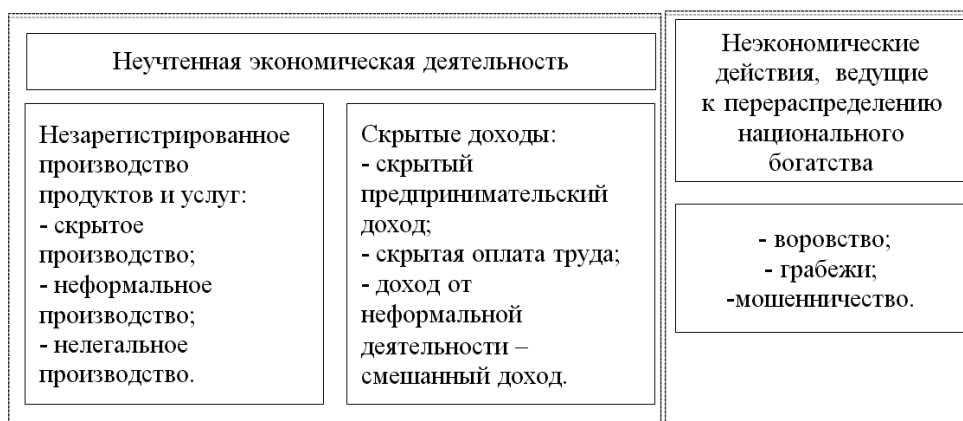 Неучтенная экономическая деятельность
Незарегистрированное
производство
продуктов и услуг:
- скрытое
производство;
- неформальное
производство;
- нелегальное
производство.
Скрытые доходы:
- скрытый
предпринимательский
доход;
- скрытая оплата труда;
- доход от
неформальной
деятельности –
смешанный доход.
Неэкономические
действия, ведущие
к перераспределению
национального
богатства
- воровство;
- грабежи;
-мошенничество.